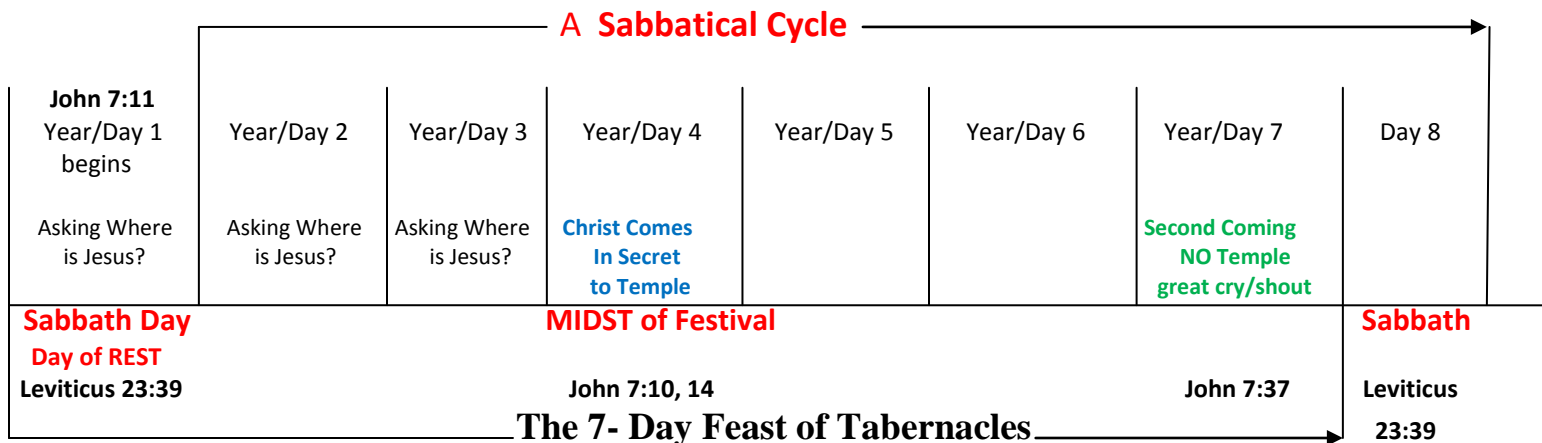 A Sabbatical Cycle
John 7:11
Year/Day 1
begins
Year/Day 2
Year/Day 3
Year/Day 4
Year/Day 5
Year/Day 6
Year/Day 7
Day 8
Asking Where
is Jesus?
Asking Where
is Jesus?
Asking Where
is Jesus?
Christ Comes
In Secret
to Temple
Second Coming
NO Temple
great cry/shout
Sabbath Day
Day of REST
Leviticus 23:39
MIDST of Festival
John 7:10, 14
John 7:37
Sabbath
Leviticus
23:39
The 7- Day Feast of Tabernacles